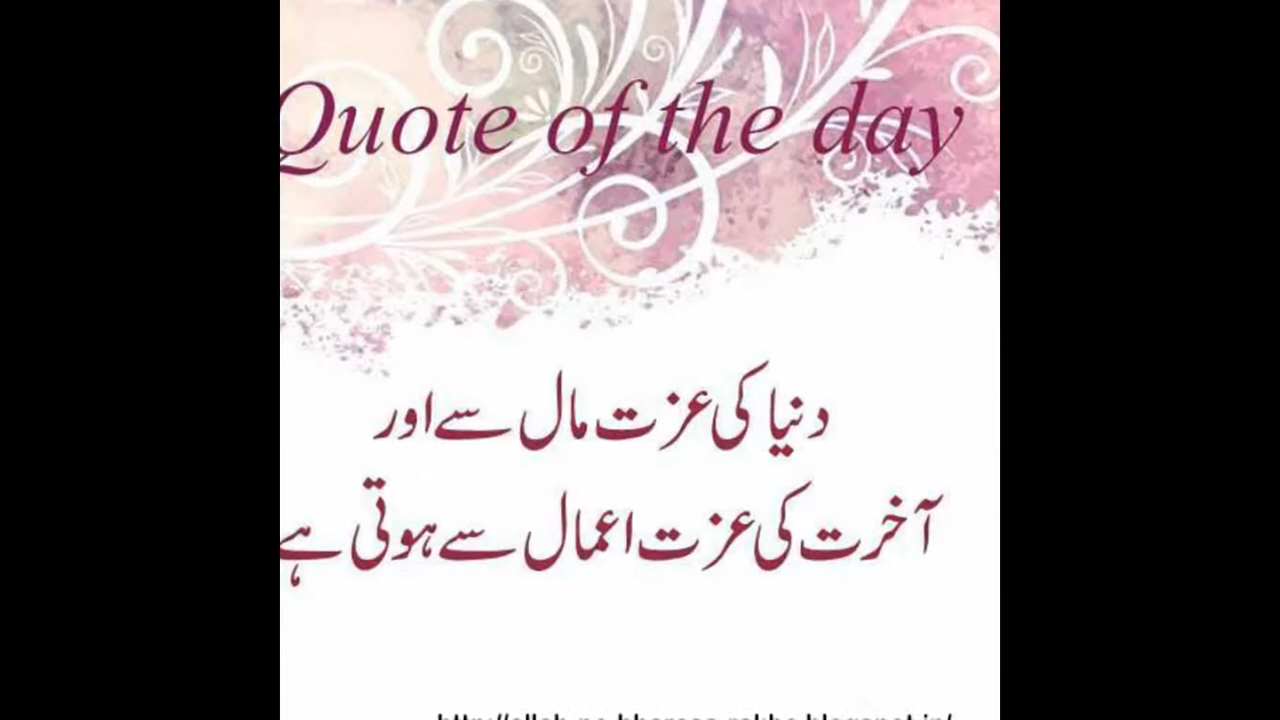 Quote of the day
دنیا کی عزت مال سے اور
آخرت کی عزت اعمال سے ہوتی ہے